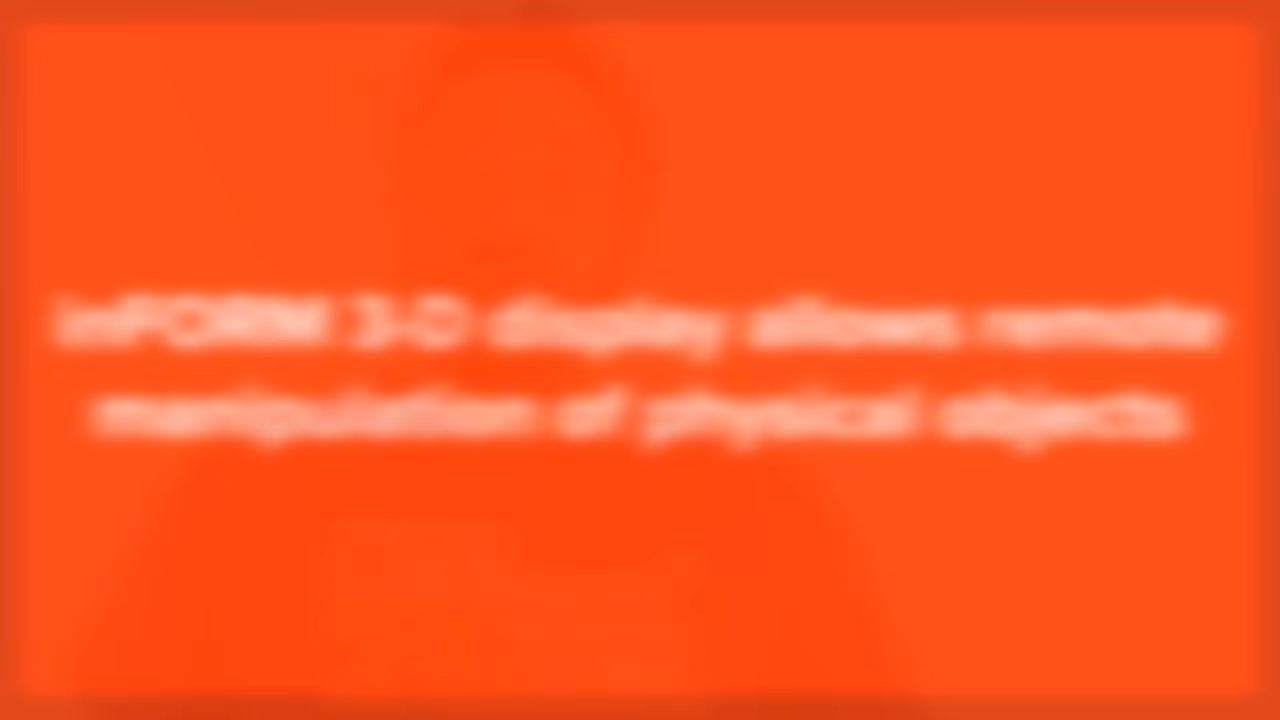 inFORM 3-D display allows remote
manipulation of physical objects